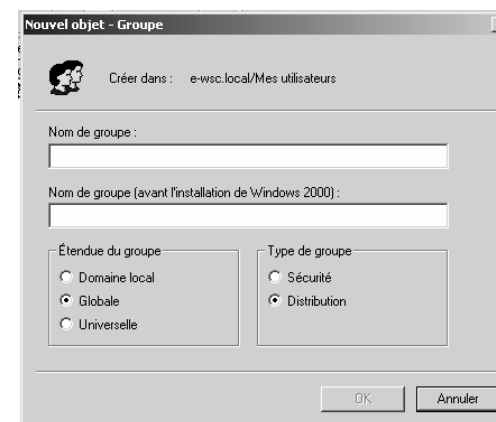 Nouvel objet - Groupe
Créer dans : e-wsc.local/Mes utilisateurs
Nom de groupe :
Nom de groupe (avant l'installation de Windows 2000) :
Étendue du groupe
Domaine local
Globale
Universelle
Type de groupe
Sécurité
Distribution
OK
Annuler